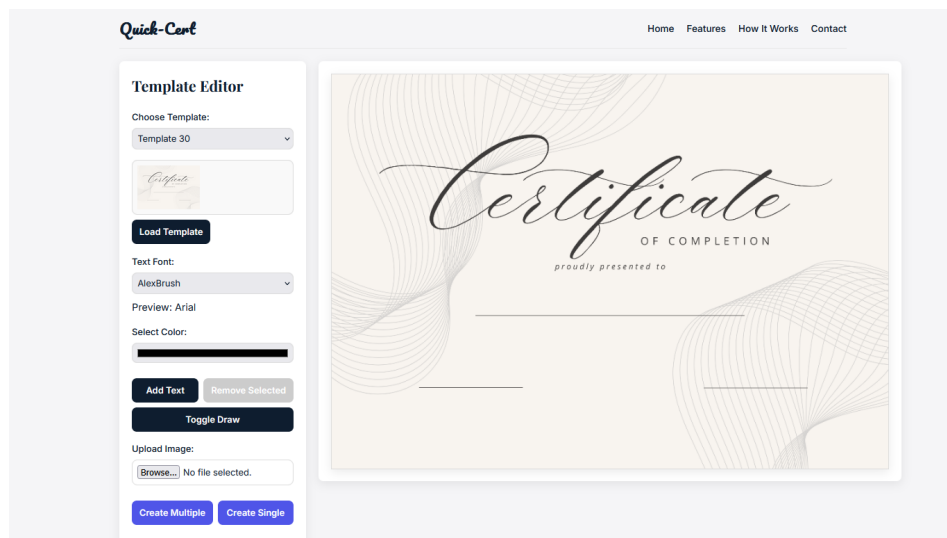 Quick-Cert
Home Features How It Works Contact
Template Editor
Choose Template:
Template 30
Certificate
Load Template
Text Font:
AlexBrush
Preview: Arial
Select Color:
Add Text Remove Selected
Toggle Draw
Upload Image:
Browse... No file selected.
Create Multiple Create Single
Certificate
OF COMPLETION
proudly presented to